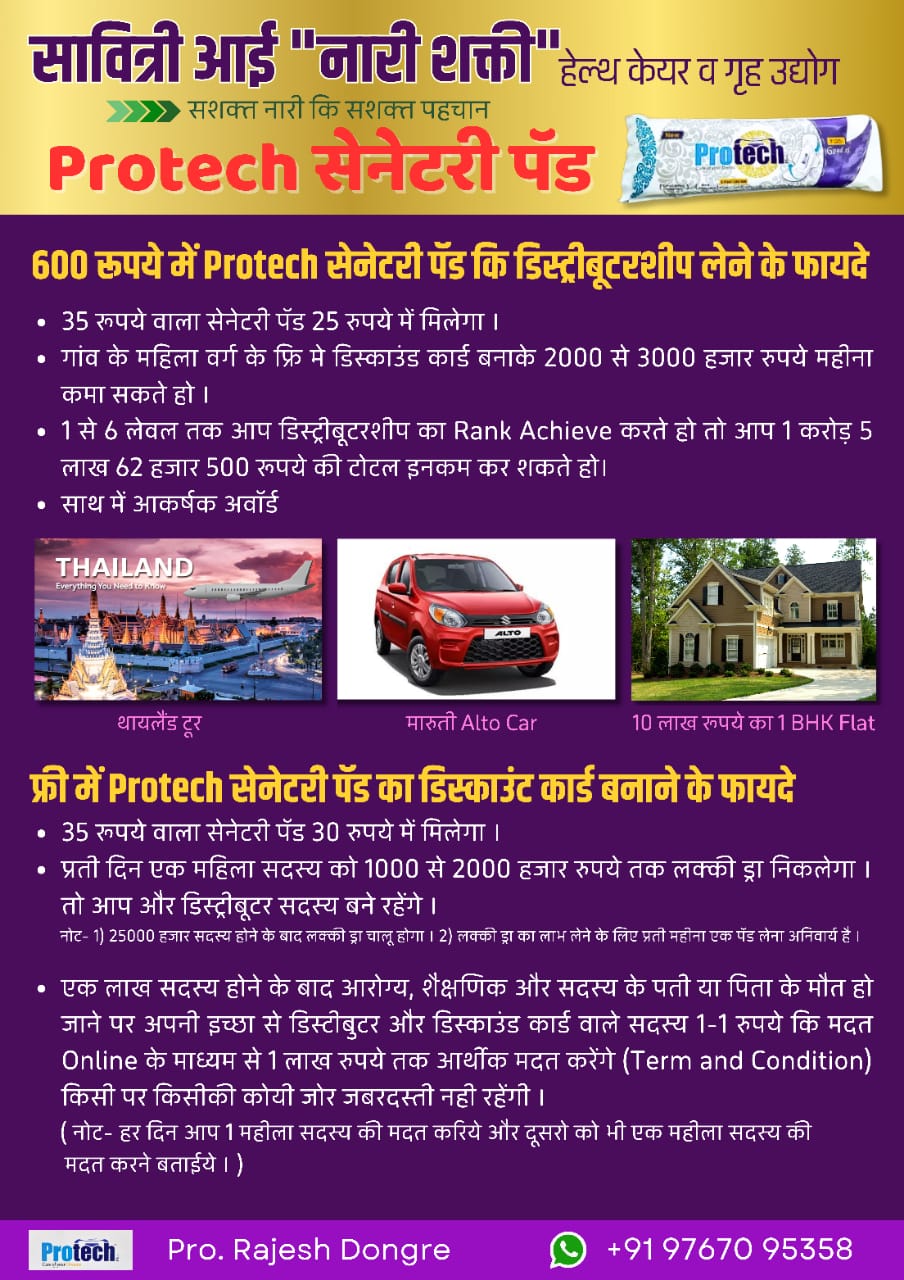 सावित्री आई "नारी शक्ती" हेल्थ केयर व गृह उद्योग
सशक्त नारी कि सशक्त पहचान
Protech सेनेटरी पॅड
New
Protech
600 रूपये में Protech सेनेटरी पॅड कि डिस्ट्रीबूटरशीप लेने के फायदे
• 35 रूपये वाला सेनेटरी पॅड 25 रुपये में मिलेगा ।
• गांव के महिला वर्ग के फ्रि मे डिस्काउंड कार्ड बनाके 2000 से 3000 हजार रुपये महीना
कमा सकते हो ।
• 1 से 6 लेवल तक आप डिस्ट्रीबूटरशीप का Rank Achieve करते हो तो आप 1 करोड़ 5
लाख 62 हजार 500 रूपये की टोटल इनकम कर शकते हो।
• साथ में आकर्षक अवॉर्ड
THAILAND
Everything You Need to Know
ALTO
थायलैंड टूर
मारुती Alto Car
10 लाख रूपये का 1 BHK Flat
फ्री में Protech सेनेटरी पॅड का डिस्काउंट कार्ड बनाने के फायदे
• 35 रूपये वाला सेनेटरी पॅड 30 रुपये में मिलेगा ।
• प्रती दिन एक महिला सदस्य को 1000 से 2000 हजार रुपये तक लक्की ड्रा निकलेगा ।
तो आप और डिस्ट्रीबूटर सदस्य बने रहेंगे ।
नोट- 1) 25000 हजार सदस्य होने के बाद लक्की ड्रा चालू होगा । 2) लक्की ड्रा का लाभ लेने के लिए प्रती महीना एक पॅड लेना अनिवार्य है ।
• एक लाख सदस्य होने के बाद आरोग्य, शैक्षणिक और सदस्य के पती या पिता के मौत हो
जाने पर अपनी इच्छा से डिस्टीबुटर और डिस्काउंड कार्ड वाले सदस्य 1-1 रुपये कि मदत
Online के माध्यम से 1 लाख रुपये तक आर्थीक मदत करेंगे (Term and Condition)
किसी पर किसीकी कोयी जोर जबरदस्ती नही रहेंगी ।
( नोट- हर दिन आप 1 महीला सदस्य की मदत करिये और दूसरो को भी एक महीला सदस्य की
मदत करने बताईये । )
Protech
Pro. Rajesh Dongre
+91 97670 95358